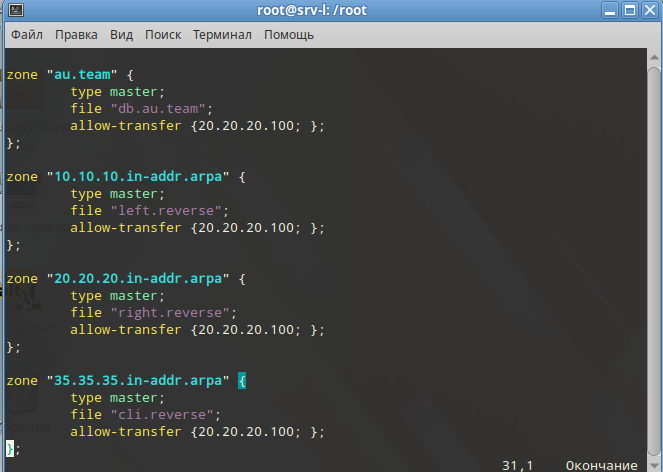 root@srv-l: /root
Файл Правка Вид Поиск Терминал Помощь
zone "au.team" {
type master;
file "db.au.team";
allow-transfer {20.20.20.100; };
};
zone "10.10.10.in-addr.arpa" {
type master;
file "left.reverse";
allow-transfer {20.20.20.100; };
};
zone "20.20.20.in-addr.arpa" {
type master;
file "right.reverse";
allow-transfer {20.20.20.100; };
};
zone "35.35.35.in-addr.arpa" {
type master;
file "cli.reverse";
allow-transfer {20.20.20.100; };
};
31,1 Окончание